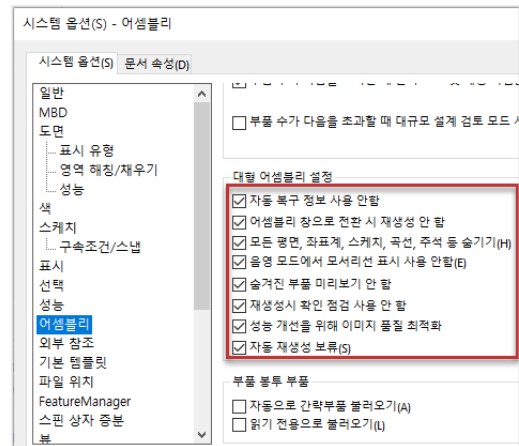 시스템 옵션(S) - 어셈블리
시스템 옵션(S)
문서 속성(D)
일반
MBD
도면
표시 유형
영역 해칭/채우기
성능
색
스케치
구속조건/스냅
표시
선택
성능
어셈블리
외부 참조
기본 템플릿
파일 위치
FeatureManager
스핀 상자 증분
뷰
부품 수가 다음을 초과할 때 대규모 설계 검토 모드
대형 어셈블리 설정
자동 복구 정보 사용 안함
어셈블리 창으로 전환 시 재생성 안 함
모든 평면, 좌표계, 스케치, 곡선, 주석 등 숨기기(H)
음영 모드에서 모서리선 표시 사용 안함(E)
숨겨진 부품 미리보기 안 함
재생성시 확인 점검 사용 안 함
성능 개선을 위해 이미지 품질 최적화
자동 재생성 보류(S)
부품 봉투 부품
자동으로 간략부품 불러오기(A)
읽기 전용으로 불러오기(L)